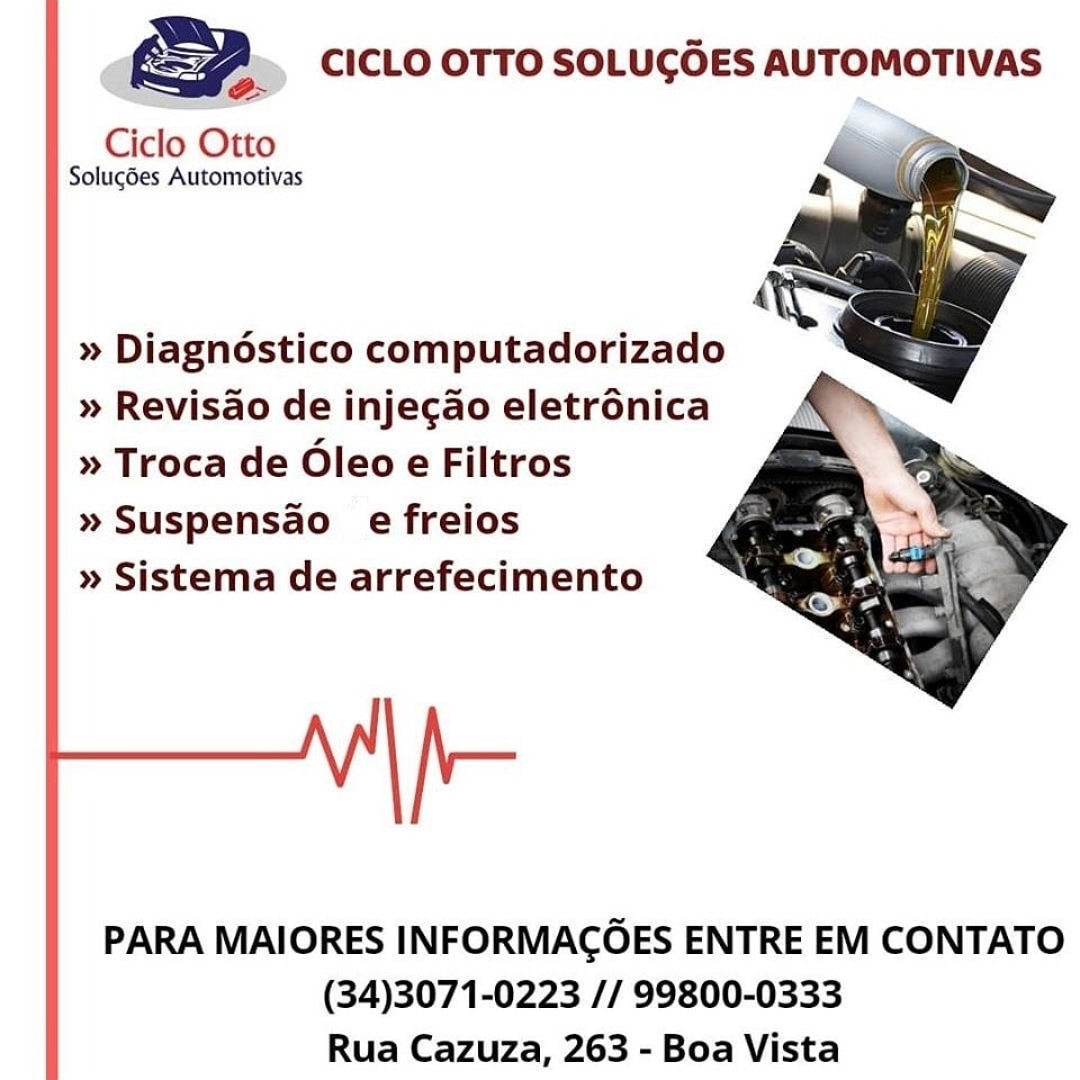 CICLO OTTO SOLUÇÕES AUTOMOTIVAS
Ciclo Otto
Soluções Automotivas
» Diagnóstico computadorizado
» Revisão de injeção eletrônica
» Troca de Óleo e Filtros
» Suspensão e freios
» Sistema de arrefecimento
PARA MAIORES INFORMAÇÕES ENTRE EM CONTATO
(34)3071-0223 // 99800-0333
Rua Cazuza, 263 - Boa Vista